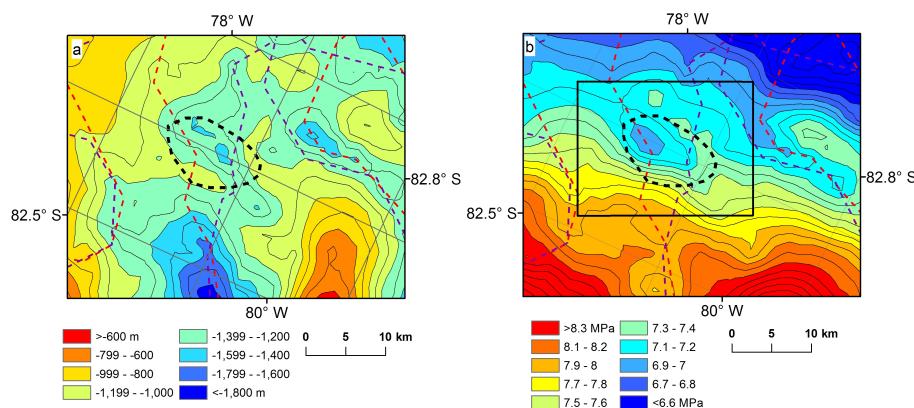 78° W
78° W
a
b
82.8° S
82.8° S
82.5° S
82.5° S
80° W
80° W
>-600 m
-799 - -600
-999 - -800
-1,199 - -1,000
-1,399 - -1,200
-1,599 - -1,400
-1,799 - -1,600
<-1,800 m
0 5 10 km
>8.3 MPa
8.1 - 8.2
7.9 - 8
7.7 - 7.8
7.5 - 7.6
7.3 - 7.4
7.1 - 7.2
6.9 - 7
6.7 - 6.8
<6.6 MPa
0 5 10 km